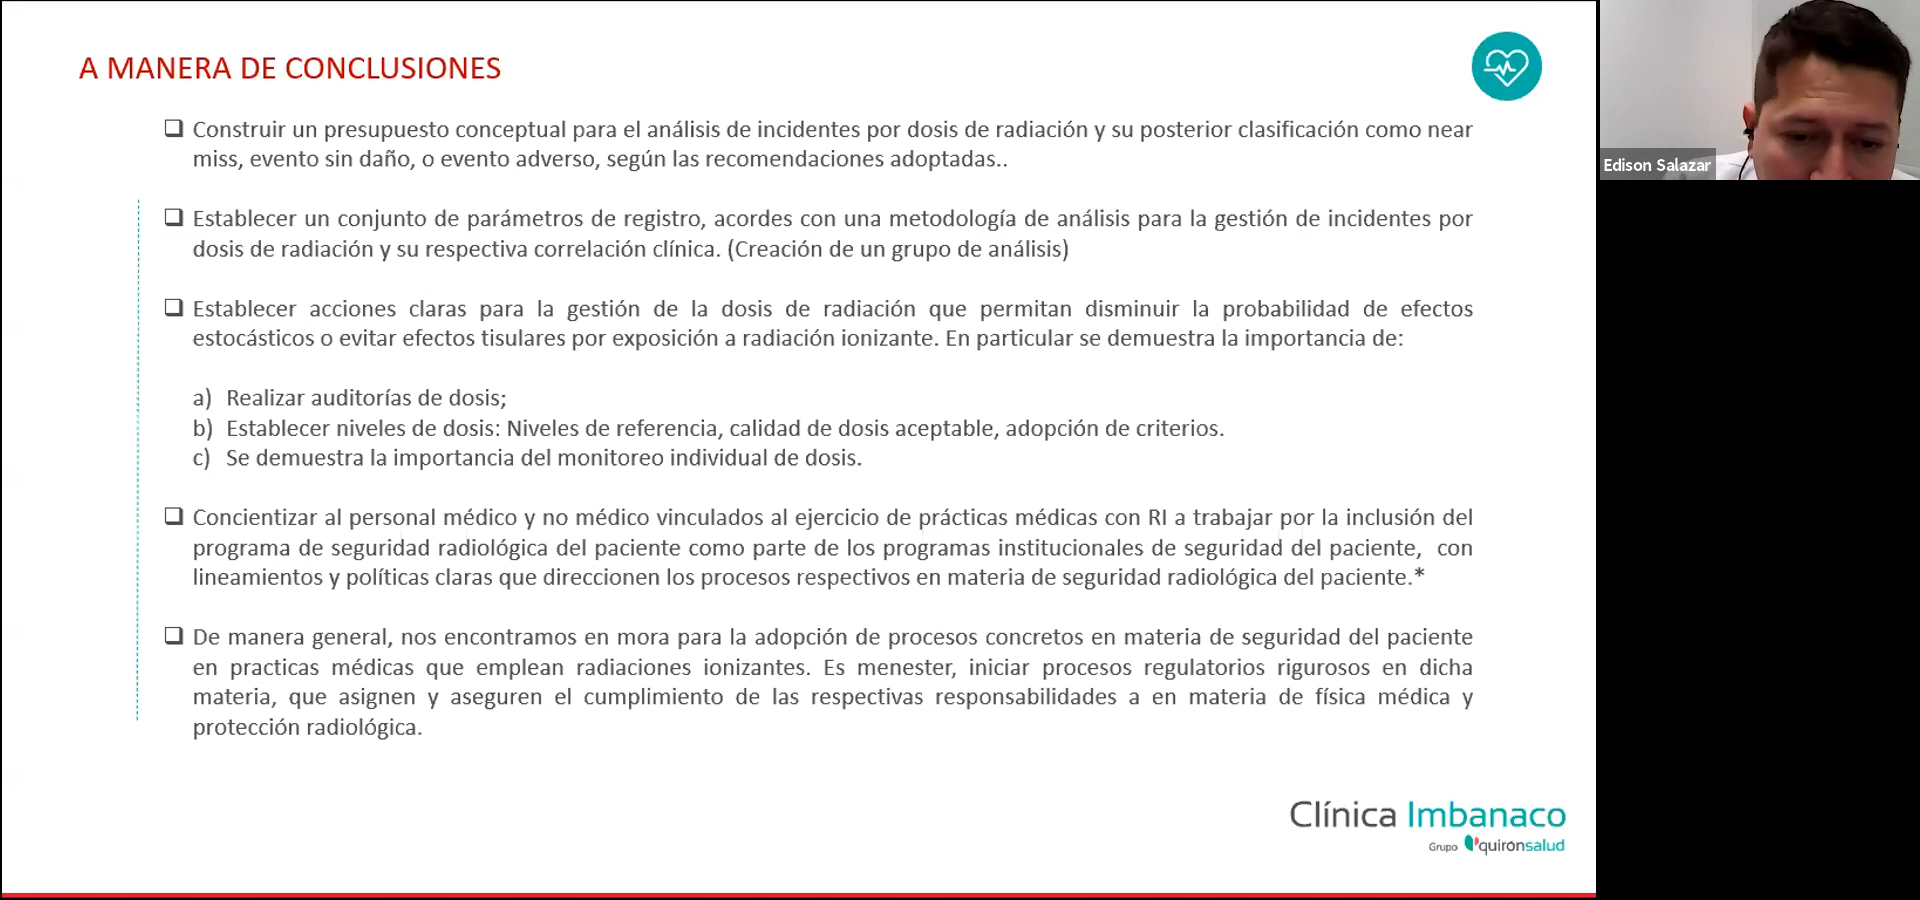 A MANERA DE CONCLUSIONES
Construir un presupuesto conceptual para el análisis de incidentes por dosis de radiación y su posterior clasificación como near
miss, evento sin daño, o evento adverso, según las recomendaciones adoptadas..
Establecer un conjunto de parámetros de registro, acordes con una metodología de análisis para la gestión de incidentes por
dosis de radiación y su respectiva correlación clínica. (Creación de un grupo de análisis)
Establecer acciones claras para la gestión de la dosis de radiación que permitan disminuir la probabilidad de efectos
estocásticos o evitar efectos tisulares por exposición a radiación ionizante. En particular se demuestra la importancia de:
a) Realizar auditorías de dosis;
b) Establecer niveles de dosis: Niveles de referencia, calidad de dosis aceptable, adopción de criterios.
c) Se demuestra la importancia del monitoreo individual de dosis.
Concientizar al personal médico y no médico vinculados al ejercicio de prácticas médicas con RI a trabajar por la inclusión del
programa de seguridad radiológica del paciente como parte de los programas institucionales de seguridad del paciente, con
lineamientos y políticas claras que direccionen los procesos respectivos en materia de seguridad radiológica del paciente.*
De manera general, nos encontramos en mora para la adopción de procesos concretos en materia de seguridad del paciente
en practicas médicas que emplean radiaciones ionizantes. Es menester, iniciar procesos regulatorios rigurosos en dicha
materia, que asignen y aseguren el cumplimiento de las respectivas responsabilidades a en materia de física médica y
protección radiológica.
Clínica Imbanaco
Grupo quirónsalud
Edison Salazar